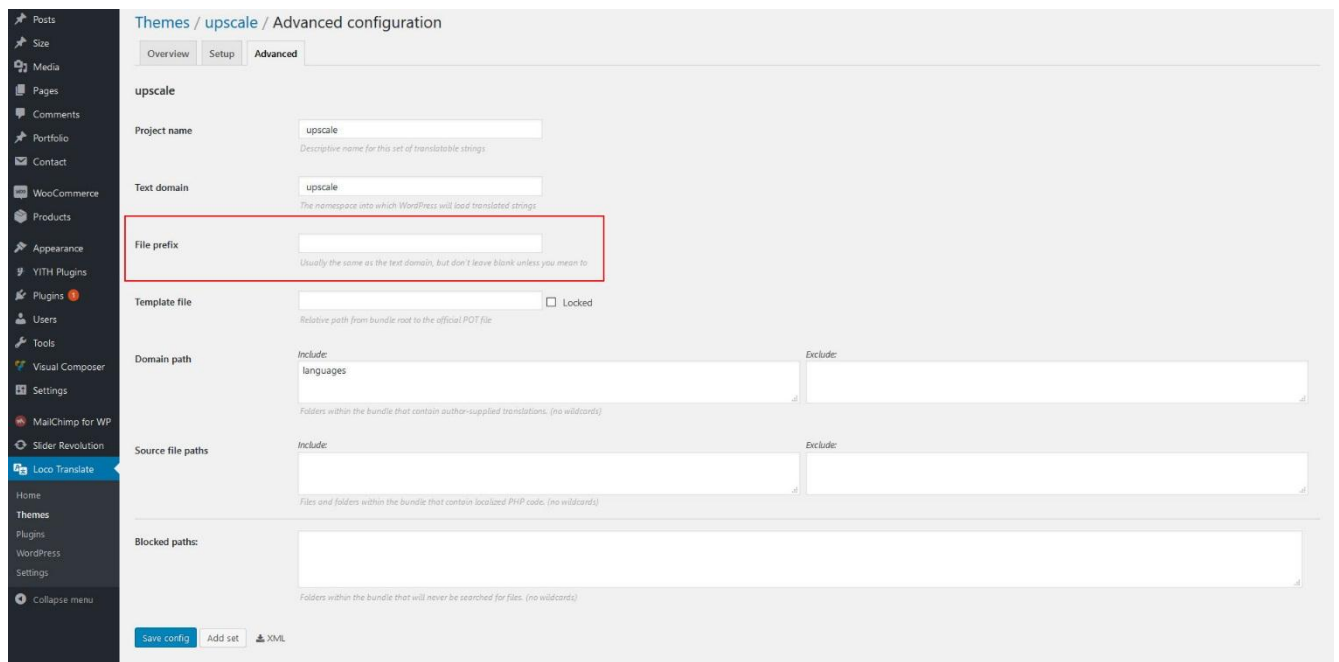 Posts
Size
Media
Pages
Comments
Portfolio
Contact
WooCommerce
Products
Appearance
YITH Plugins
Plugins 1
Users
Tools
Visual Composer
Settings
MailChimp for WP
Slider Revolution
Loco Translate
Home
Themes
Plugins
WordPress
Settings
Collapse menu
Themes / upscale / Advanced configuration
Overview Setup Advanced
upscale
Project name upscale
Descriptive name for this set of translatable strings
Text domain upscale
The namespace into which WordPress will load translated strings
File prefix
Usually the same as the text domain, but don't leave blank unless you mean to
Template file Locked
Relative path from bundle root to the official POT file
Include: Exclude:
Domain path
languages
Folders within the bundle that contain author-supplied translations. (no wildcards)
Include: Exclude:
Source file paths
Files and folders within the bundle that contain localized PHP code. (no wildcards)
Blocked paths:
Folders within the bundle that will never be searched for files. (no wildcards)
Save config Add set XML